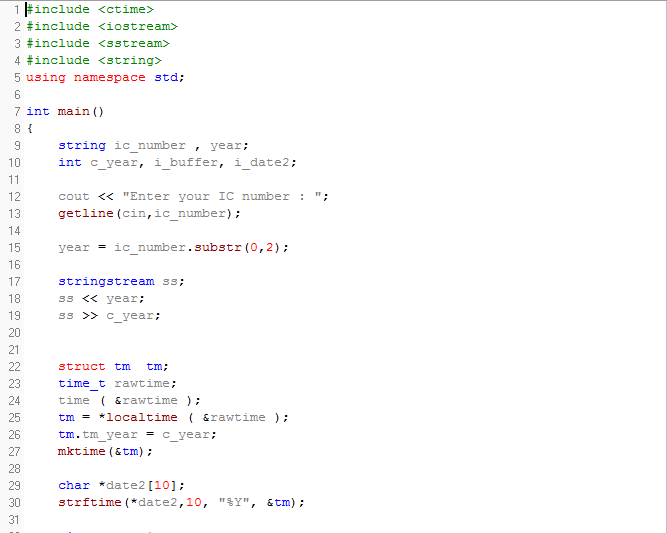 1 #include <ctime>
2 #include <iostream>
3 #include <sstream>
4 #include <string>
5 using namespace std;
6
7 int main()
8 {
9 string ic_number , year;
10 int c_year, i_buffer, i_date2;
11
12 cout << "Enter your IC number : ";
13 getline(cin,ic_number);
14
15 year = ic_number.substr(0,2);
16
17 stringstream ss;
18 ss << year;
19 ss >> c_year;
20
21
22 struct tm  tm;
23 time_t rawtime;
24 time ( &rawtime );
25 tm = *localtime ( &rawtime );
26 tm.tm_year = c_year;
27 mktime(&tm);
28
29 char *date2[10];
30 strftime(*date2,10, "%Y", &tm);
31